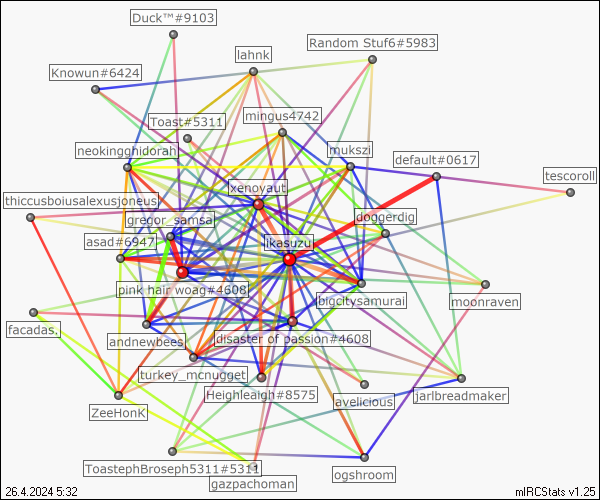 Duck™#9103
Random Stuf6#5983
lahnk
Knowun#6424
mingus4742
Toast#5311
neokingghidorah
mukszi
default#0617
tescoroll
xenoyaut
thiccusboiusalexusjoneus
gregor_samsa
doggerdig
asad#6947
likasuzu
pink hair woag#4608
bigcitysamurai
moonraven
facadas,
andnewbees
disaster of passion#4608
turkey_mcnugget
Heighleaigh#8575
avelicious
jarlbreadmaker
ZeeHonK
ToastephBroseph5311#5311
ogshroom
gazpachoman
26.4.2024 5:32
mIRCStats v1.25